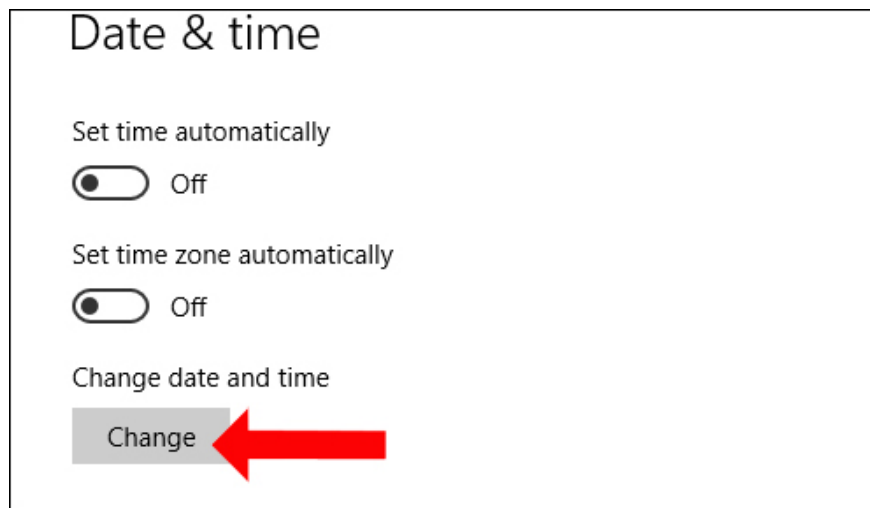 Date & time
Set time automatically
Off
Set time zone automatically
Off
Change date and time
Change